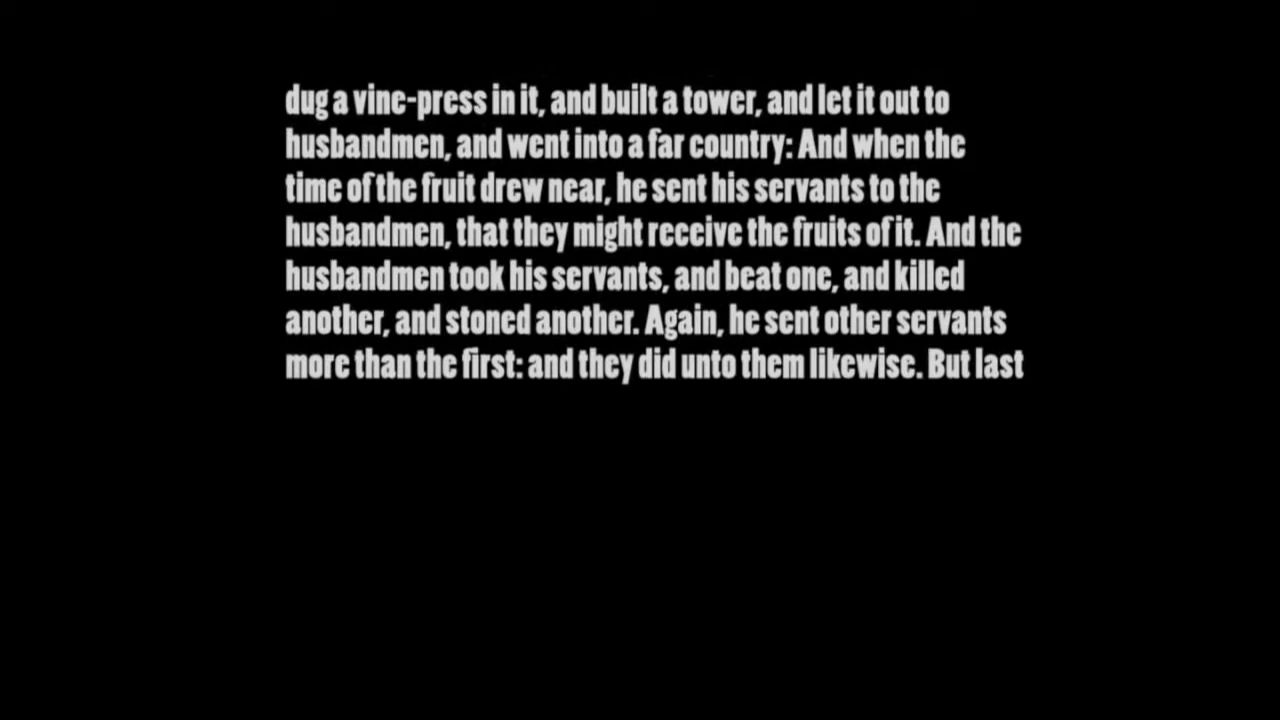 dug a vine-press in it, and built a tower, and let it out to
husbandmen, and went into a far country: And when the
time of the fruit drew near, he sent his servants to the
husbandmen, that they might receive the fruits of it. And the
husbandmen took his servants, and beat one, and killed
another, and stoned another. Again, he sent other servants
more than the first: and they did unto them likewise. But last